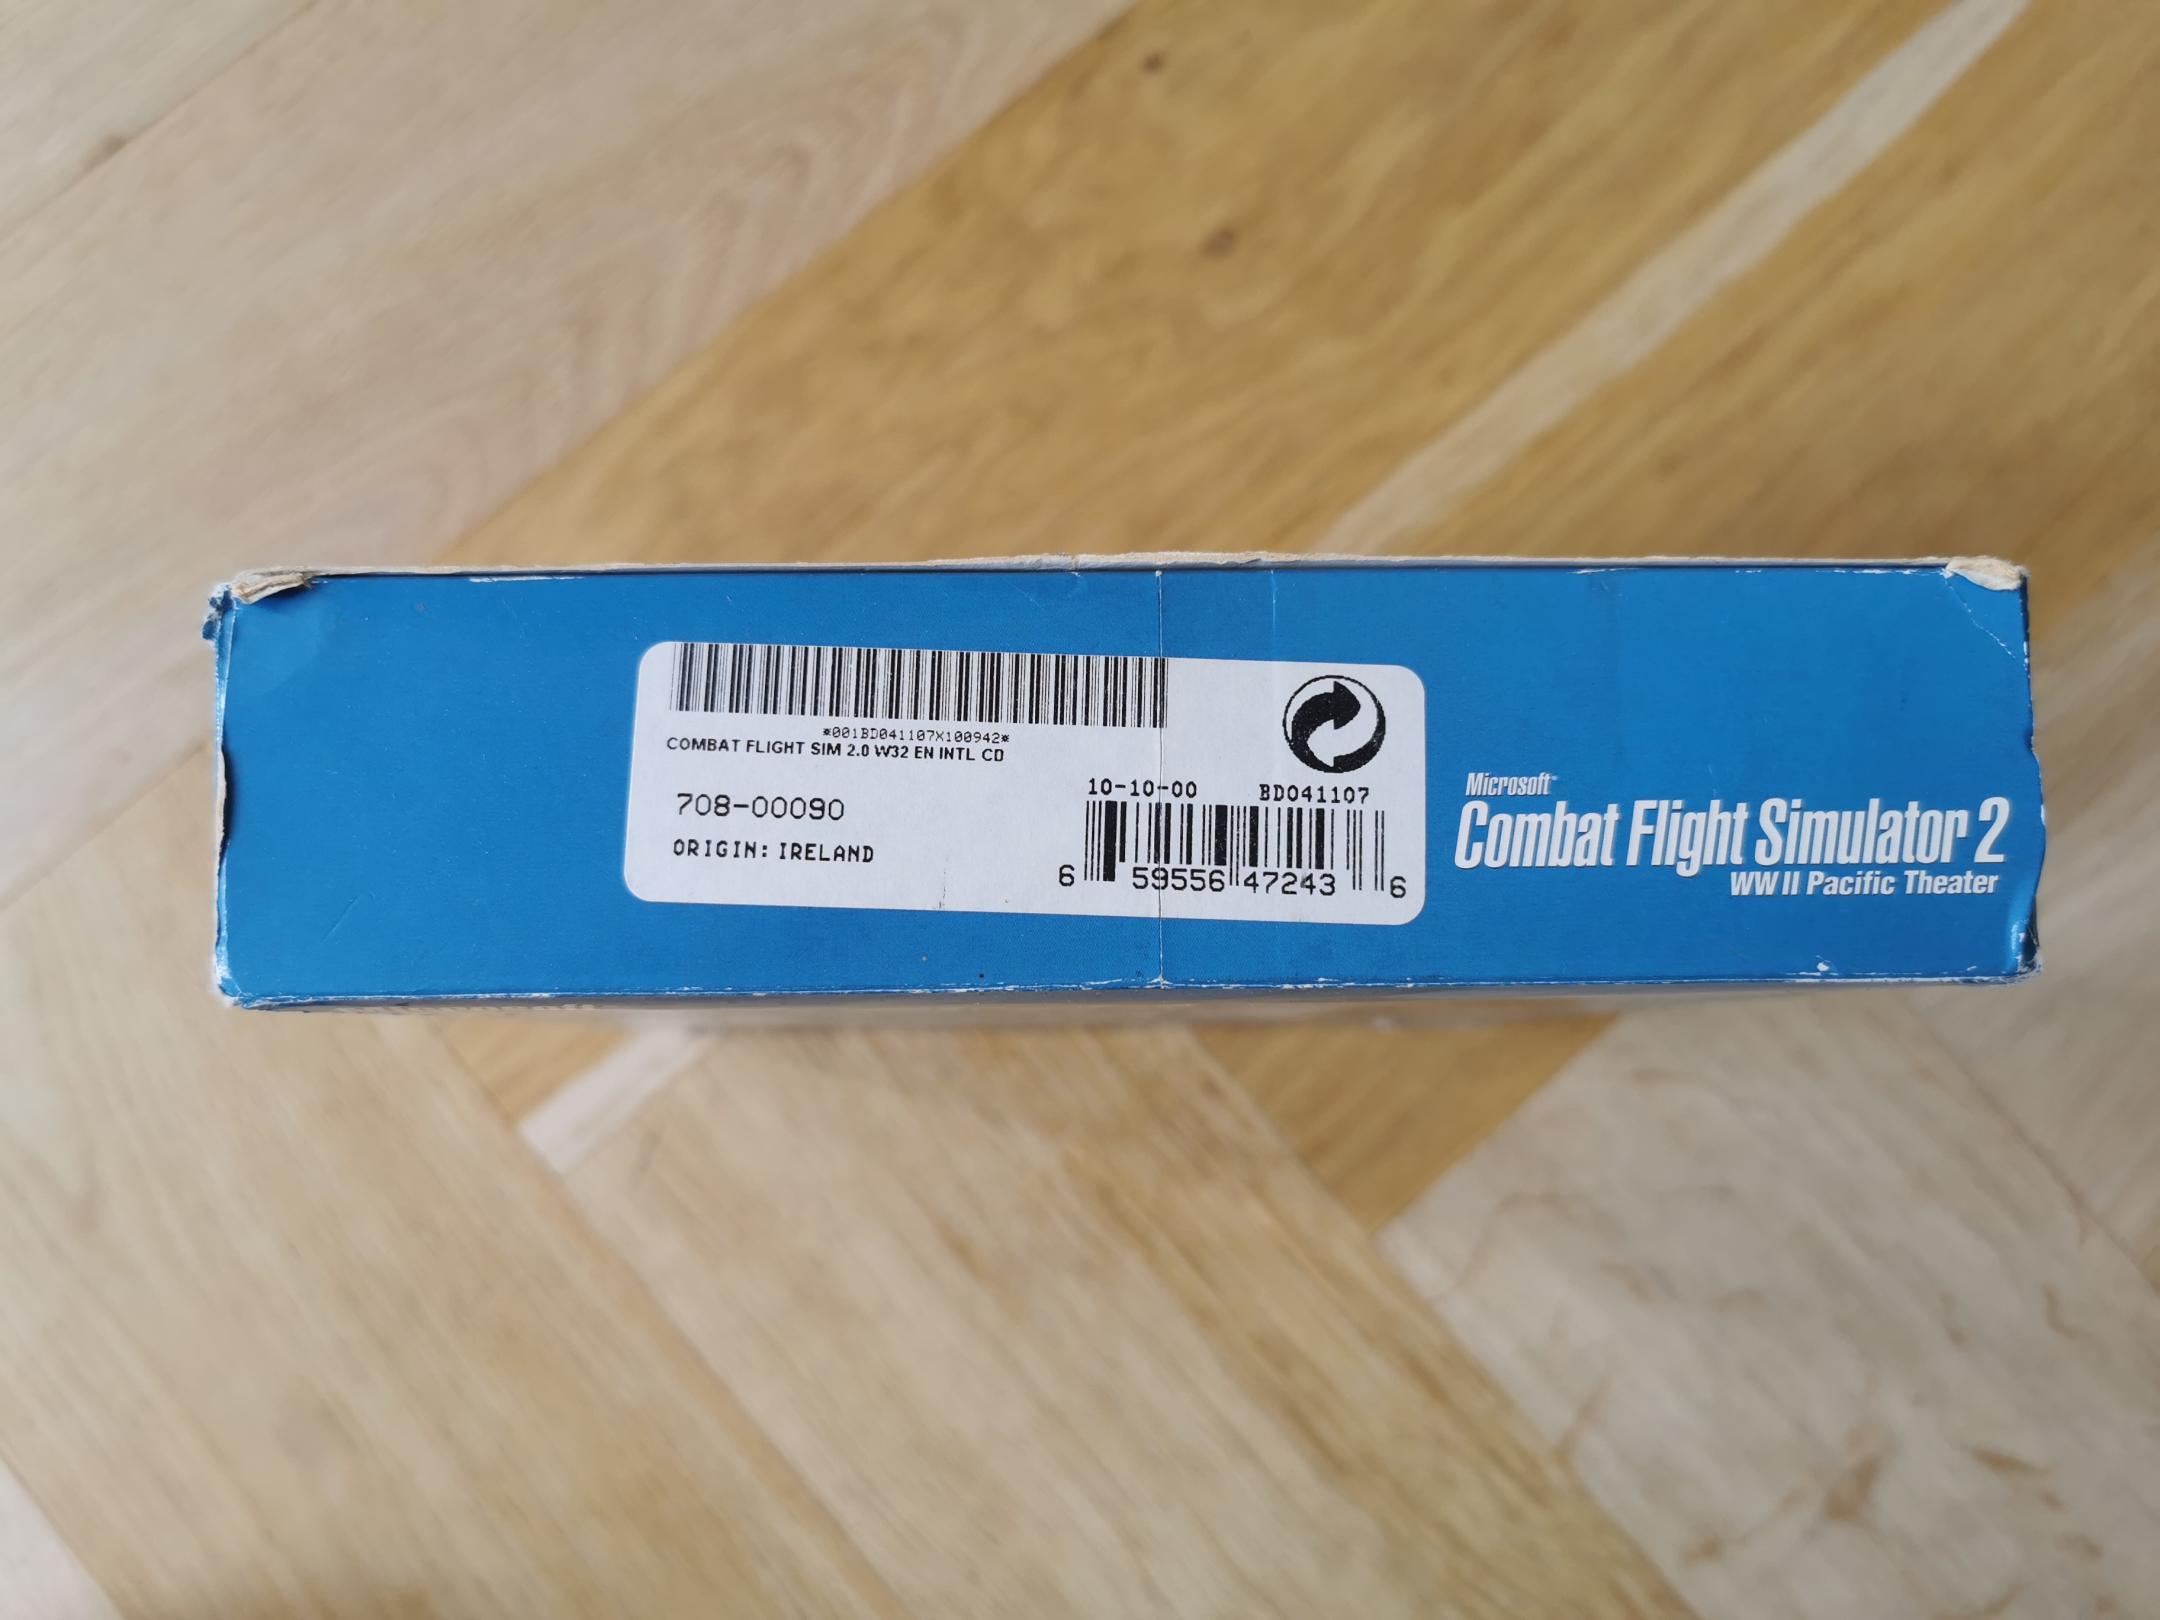 *001BD041107X100942*
COMBAT FLIGHT SIM 2.0 W32 EN INTL CD
708-00090
ORIGIN: IRELAND
10-10-00 BD041107
6 59556 47243 6
Microsoft
Combat Flight Simulator 2
WW II Pacific Theater